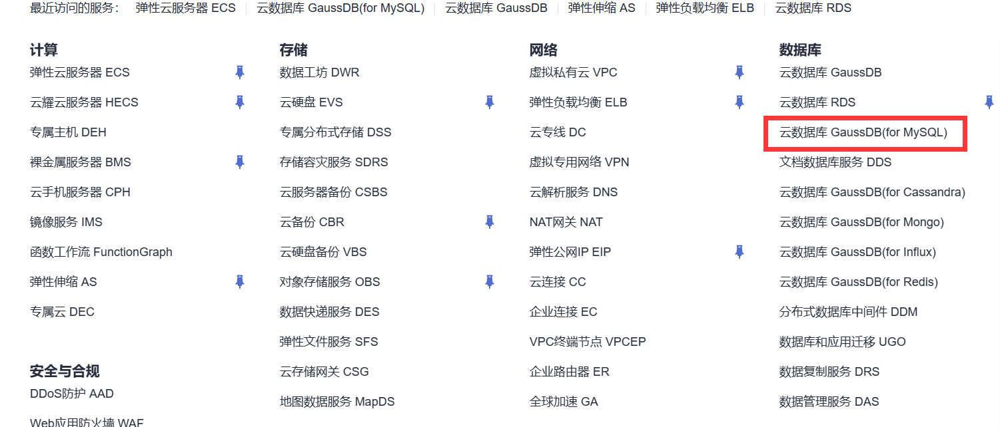 最近访问的服务： 弹性云服务器 ECS 云数据库 GaussDB(for MySQL) 云数据库 GaussDB 弹性伸缩 AS 弹性负载均衡 ELB 云数据库 RDS
计算
弹性云服务器 ECS
云耀云服务器 HECS
专属主机 DEH
裸金属服务器 BMS
云手机服务器 CPH
镜像服务 IMS
函数工作流 FunctionGraph
弹性伸缩 AS
专属云 DEC
安全与合规
DDoS防护 AAD
Web应用防火墙 WAF
存储
数据工坊 DWR
云硬盘 EVS
专属分布式存储 DSS
存储容灾服务 SDRS
云服务器备份 CSBS
云备份 CBR
云硬盘备份 VBS
对象存储服务 OBS
数据快递服务 DES
弹性文件服务 SFS
云存储网关 CSG
地图数据服务 MapDS
网络
虚拟私有云 VPC
弹性负载均衡 ELB
云专线 DC
虚拟专用网络 VPN
云解析服务 DNS
NAT网关 NAT
弹性公网IP EIP
云连接 CC
企业连接 EC
VPC终端节点 VPCEP
企业路由器 ER
全球加速 GA
数据库
云数据库 GaussDB
云数据库 RDS
云数据库 GaussDB(for MySQL)
文档数据库服务 DDS
云数据库 GaussDB(for Cassandra)
云数据库 GaussDB(for Mongo)
云数据库 GaussDB(for Influx)
云数据库 GaussDB(for Redis)
分布式数据库中间件 DDM
数据库和应用迁移 UGO
数据复制服务 DRS
数据管理服务 DAS